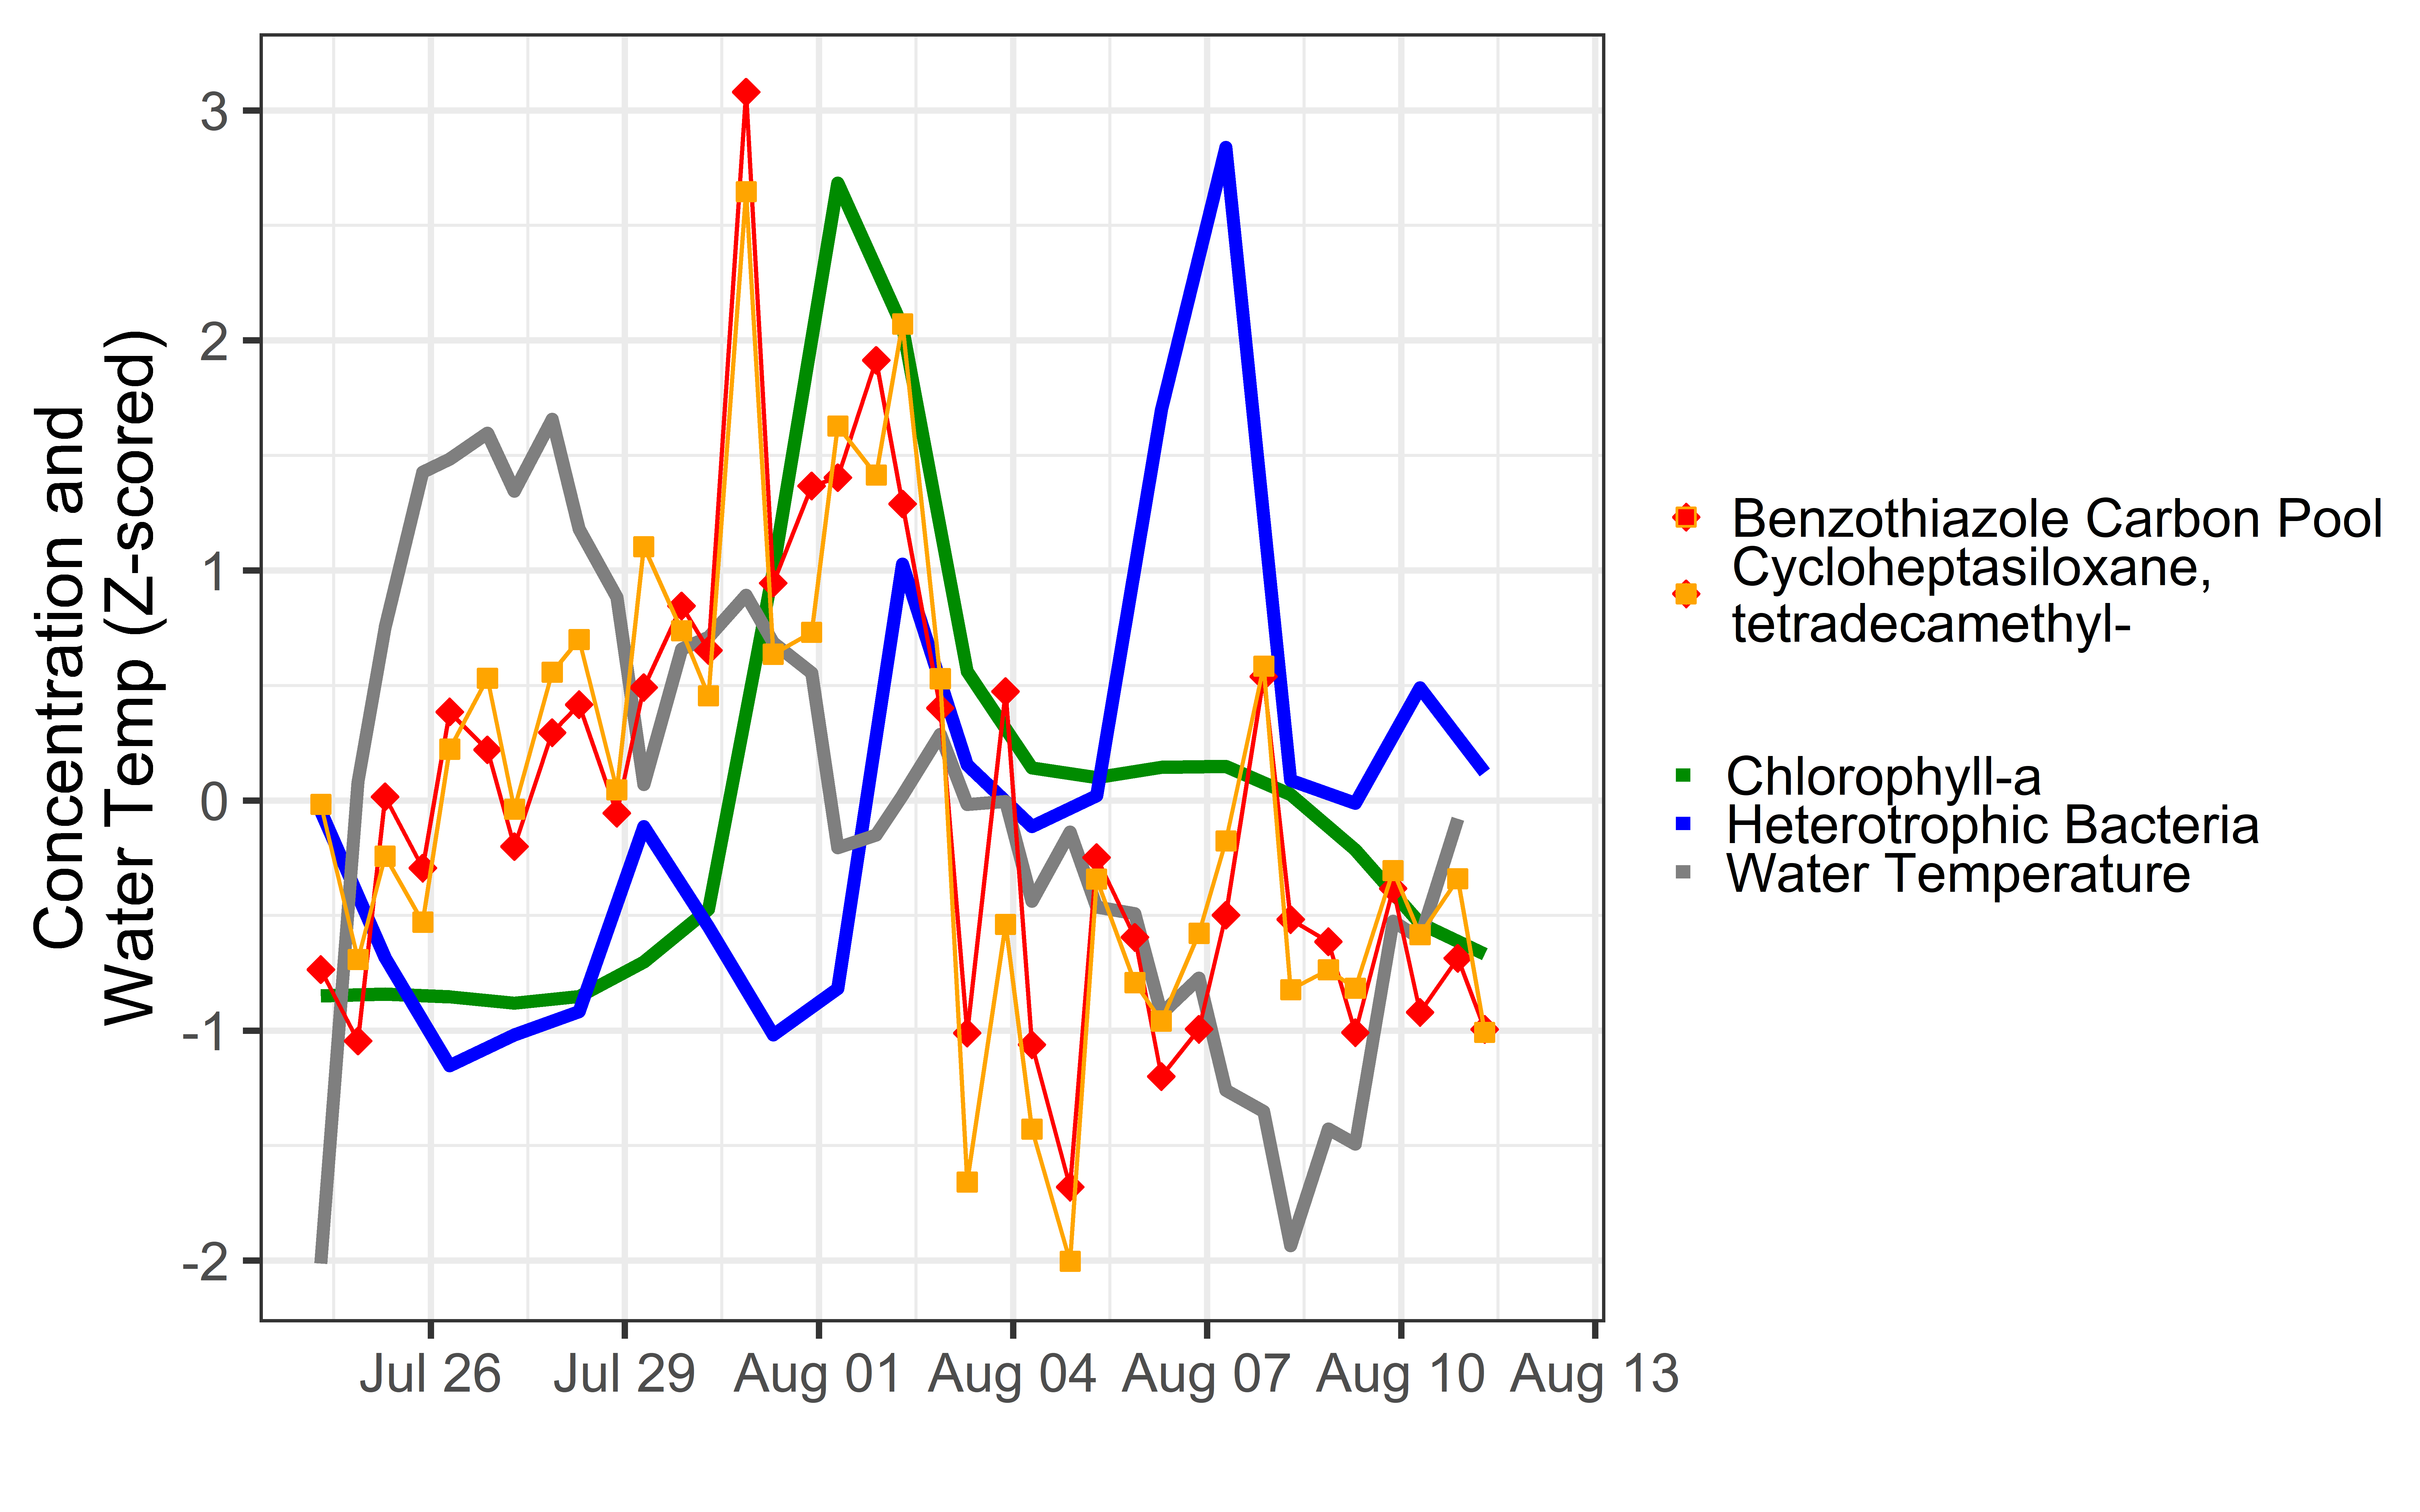 Concentration and
Water Temp (Z-scored)
3
2
1
0
-1
-2
Jul 26
Jul 29
Aug 01
Aug 04
Aug 07
Aug 10
Aug 13
Benzothiazole Carbon Pool
Cycloheptasiloxane,
tetradecamethyl-
Chlorophyll-a
Heterotrophic Bacteria
Water Temperature